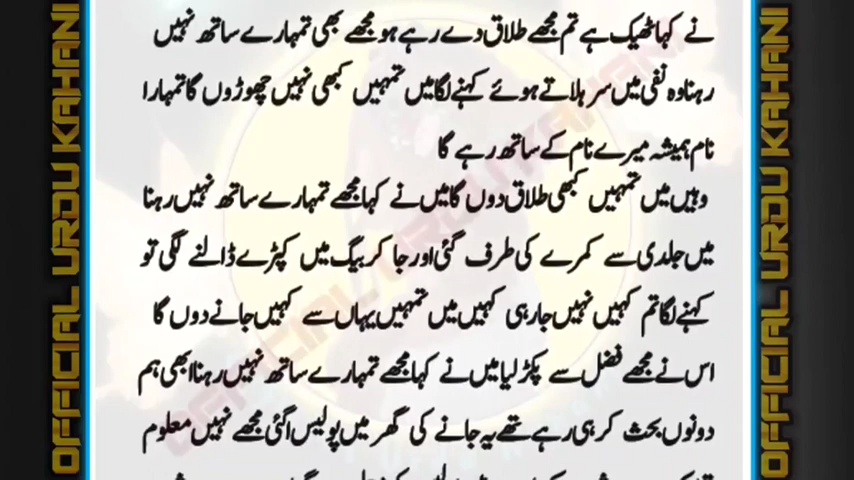 نے کہا ٹھیک ہے تم مجھے طلاق دے رہے ہو مجھے بھی تمہارے ساتھ نہیں
رہنا وہ نفی میں سر ہلاتے ہوئے کہنے لگا میں تمہیں کبھی نہیں چھوڑوں گا تمہارا
نام ہمیشہ میرے نام کے ساتھ رہے گا
وہیں میں تمہیں کبھی طلاق دوں گا میں نے کہا مجھے تمہارے ساتھ نہیں رہنا
میں جلدی سے کمرے کی طرف گئی اور جا کر بیگ میں کپڑے ڈالنے لگی تو
کہنے لگا تم کہیں نہیں جا رہی کہیں میں تمہیں یہاں سے کہیں جانے دوں گا
اس نے مجھے فضل سے پکڑ لیا میں نے کہا مجھے تمہارے ساتھ نہیں رہنا ابھی ہم
دونوں بحث کر ہی رہے تھے یہ جانے کی گھر میں پولیس اگئی مجھے نہیں معلوم
OFFICIAL URDU KAHANI
OFFICIAL URDU KAHANI